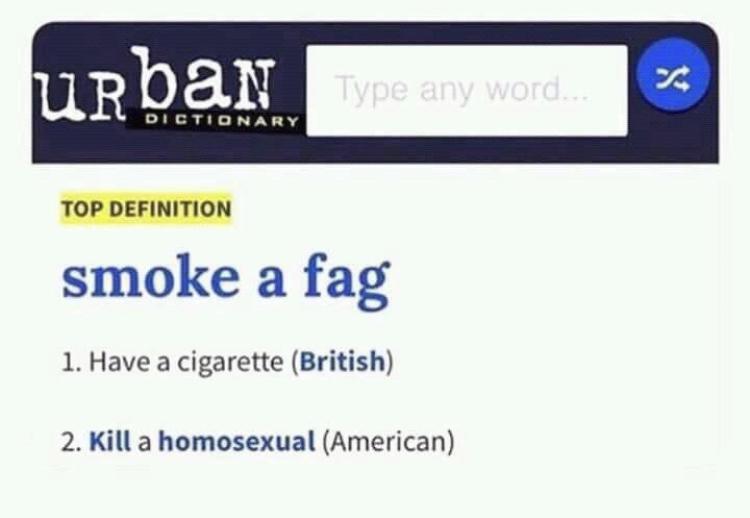 urban
DICTIONARY
Type any word...
TOP DEFINITION
smoke a fag
1. Have a cigarette (British)
2. Kill a homosexual (American)